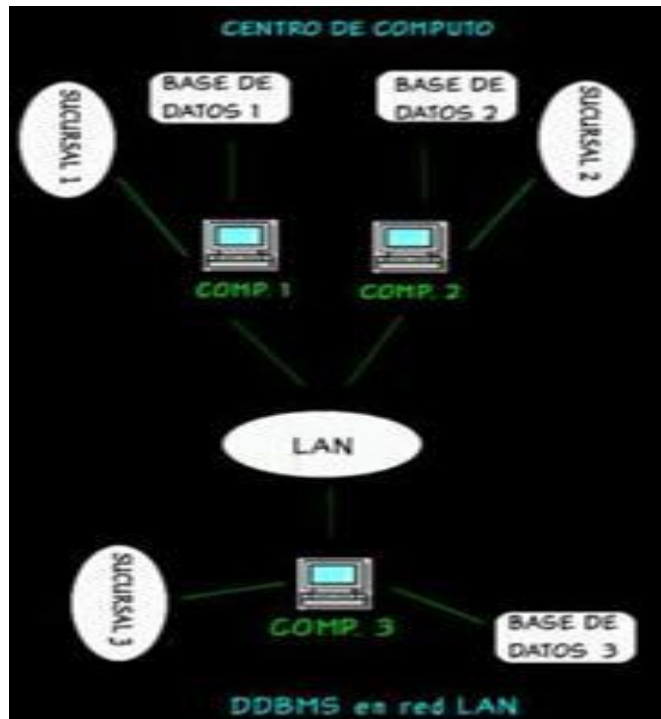 CENTRO DE COMPUTO
SUCURSAL 1
BASE DE
DATOS 1
BASE DE
DATOS 2
SUCURSAL 2
COMP. 1
COMP. 2
LAN
SUCURSAL 3
COMP. 3
BASE DE
DATOS 3
DDBMS en red LAN